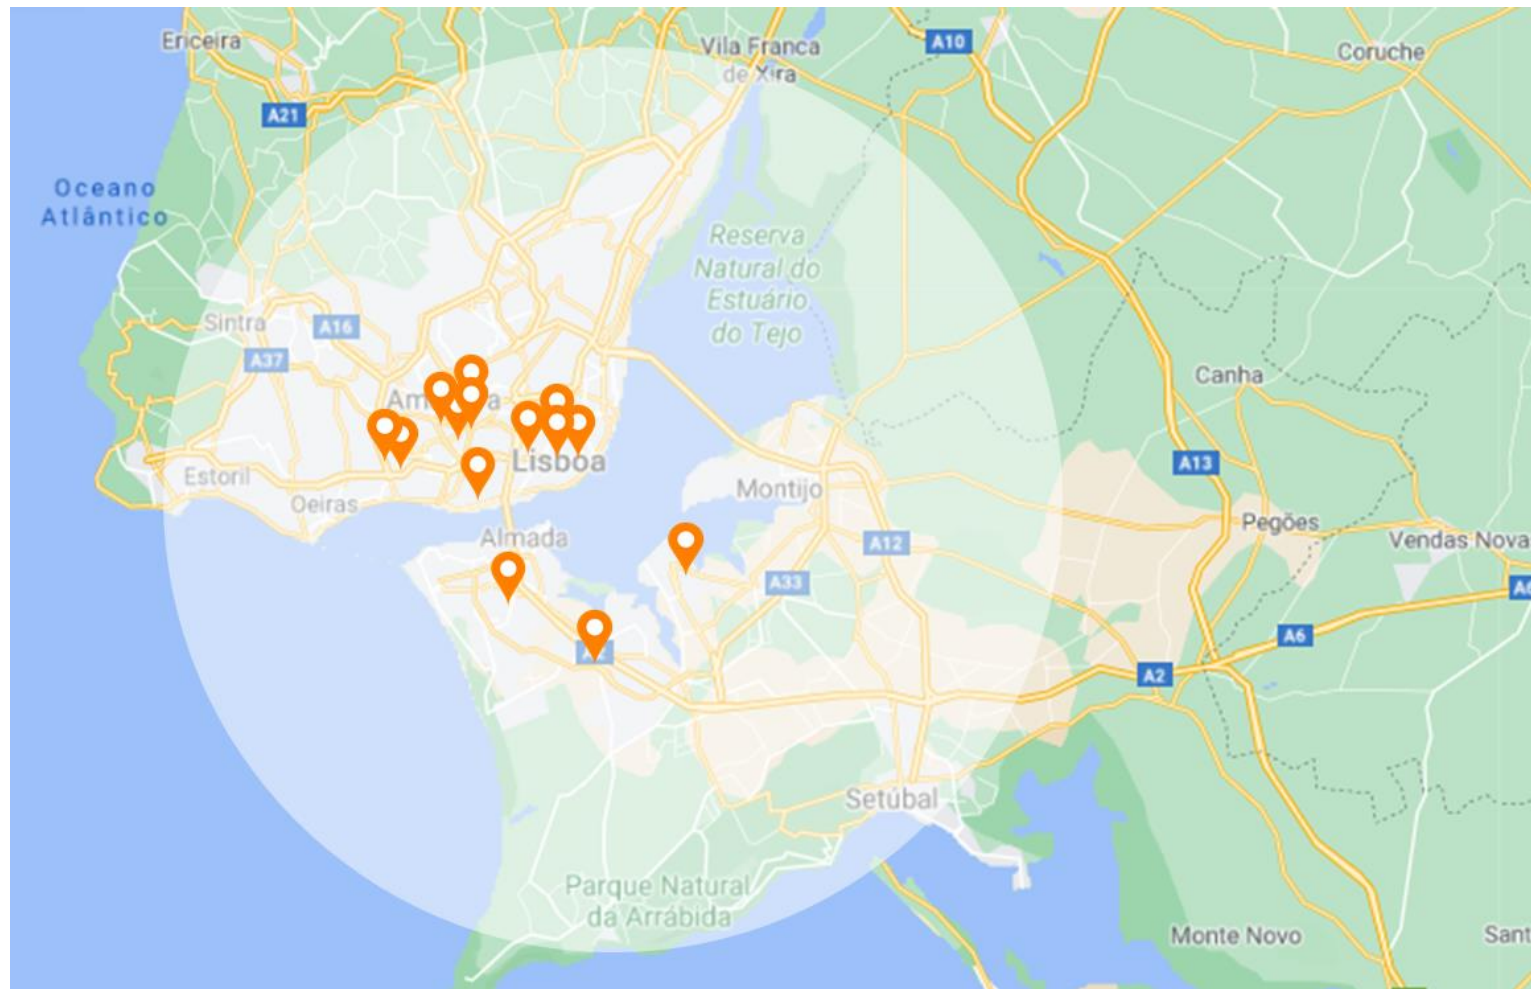 Ericeira
Vila Franca
de Xira
A10
Coruche
A21
Oceano
Atlântico
Reserva
Natural do
Estuário
do Tejo
Sintra
A16
A37
Canha
Lisboa
A13
Estoril
Oeiras
Montijo
Pegões
Almada
A12
Vendas Nova
A33
A6
A6
A2
Setúbal
Parque Natural
da Arrábida
Monte Novo
Sant